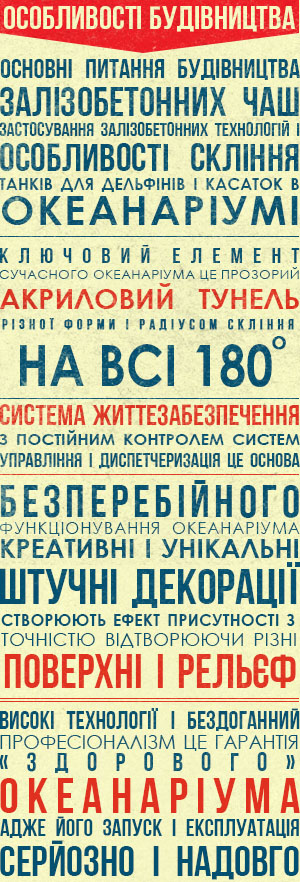 ОСОБЛИВОСТІ БУДІВНИЦТВА
ОСНОВНІ ПИТАННЯ БУДІВНИЦТВА
ЗАЛІЗОБЕТОННИХ ЧАШ
ЗАСТОСУВАННЯ ЗАЛІЗОБЕТОННИХ ТЕХНОЛОГІЙ І
ОСОБЛИВОСТІ СКЛІННЯ
ТАНКІВ ДЛЯ ДЕЛЬФІНІВ І КАСАТОК В
ОКЕАНАРІУМІ
КЛЮЧОВИЙ ЕЛЕМЕНТ
СУЧАСНОГО ОКЕАНАРІУМА ЦЕ ПРОЗОРИЙ
АКРИЛОВИЙ ТУНЕЛЬ
РІЗНОЇ ФОРМИ І РАДІУСОМ СКЛІННЯ
НА ВСІ 180°
СИСТЕМА ЖИТТЕЗАБЕЗПЕЧЕННЯ
З ПОСТІЙНИМ КОНТРОЛЕМ СИСТЕМ
УПРАВЛІННЯ І ДИСПЕТЧЕРИЗАЦІЯ ЦЕ ОСНОВА
БЕЗПЕРЕБІЙНОГО
ФУНКЦІОНУВАННЯ ОКЕАНАРІУМА
КРЕАТИВНІ І УНІКАЛЬНІ
ШТУЧНІ ДЕКОРАЦІЇ
СТВОРЮЮТЬ ЕФЕКТ ПРИСУТНОСТІ З
ТОЧНІСТЮ ВІДТВОРЮЮЧИ РІЗНІ
ПОВЕРХНІ І РЕЛЬЄФ
ВИСОКІ ТЕХНОЛОГІЇ І БЕЗДОГАННИЙ
ПРОФЕСІОНАЛІЗМ ЦЕ ГАРАНТІЯ
«ЗДОРОВОГО»
ОКЕАНАРІУМА
АДЖЕ ЙОГО ЗАПУСК І ЕКСПЛУАТАЦІЯ
СЕРЙОЗНО І НАДОВГО